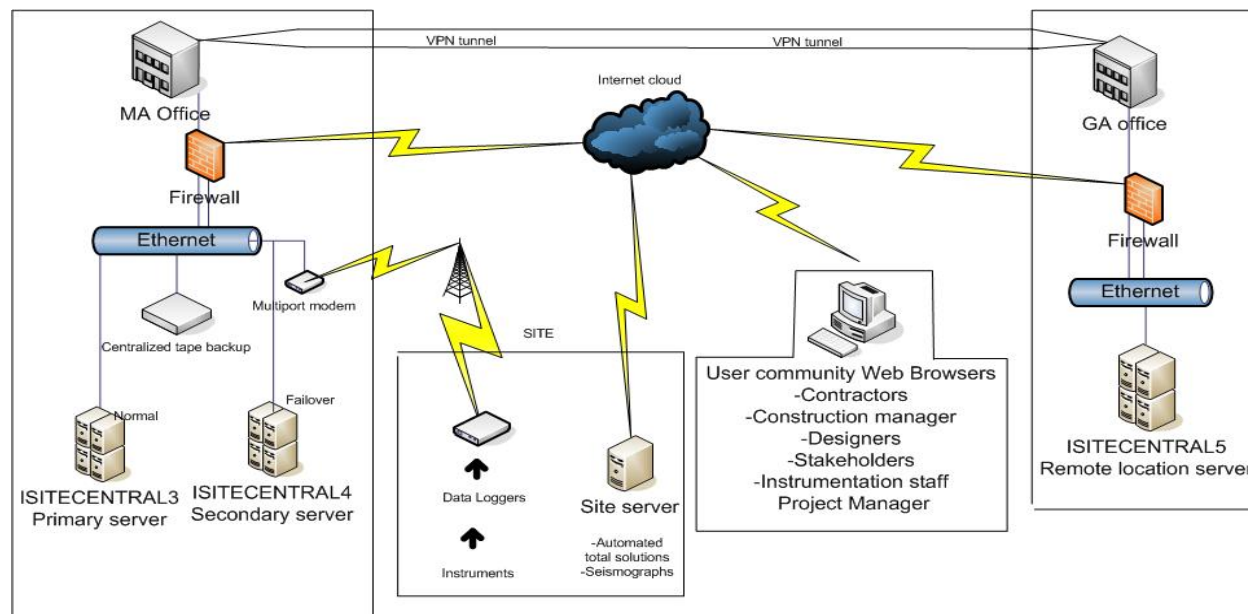 VPN tunnel
VPN tunnel
Internet cloud
MA Office
GA office
Firewall
Firewall
Ethernet
Ethernet
Multiport modem
Centralized tape backup
SITE
Normal
Failover
ISITECENTRAL3
Primary server
ISITECENTRAL4
Secondary server
Data Loggers
Instruments
Site server
-Automated
total solutions
-Seismographs
User community Web Browsers
-Contractors
-Construction manager
-Designers
-Stakeholders
-Instrumentation staff
Project Manager
ISITECENTRAL5
Remote location server